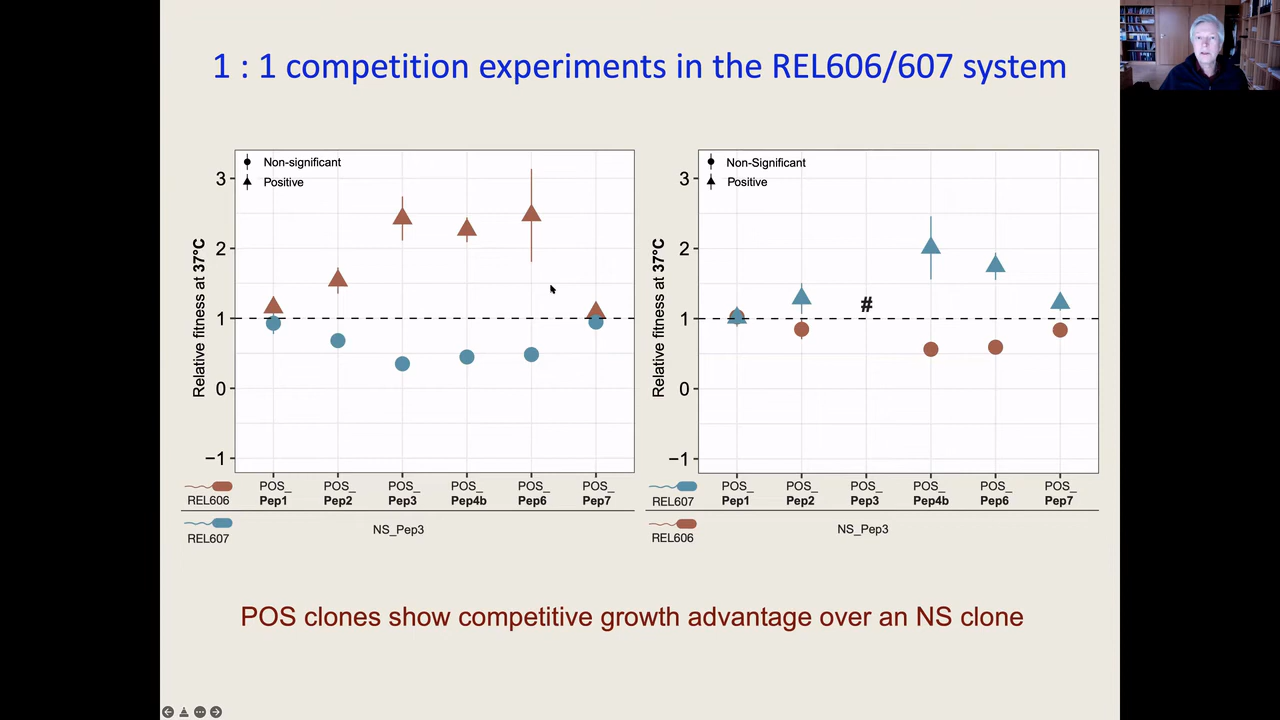 1 : 1 competition experiments in the REL606/607 system
Non-significant
Positive
Relative fitness at 37°C
3
2
1
0
−1
REL606
POS_
Pep1
POS_
Pep2
POS_
Pep3
POS_
Pep4b
POS_
Pep6
POS_
Pep7
REL607
NS_Pep3
Non-Significant
Positive
Relative fitness at 37°C
3
2
1
0
−1
#
REL607
POS_
Pep1
POS_
Pep2
POS_
Pep3
POS_
Pep4b
POS_
Pep6
POS_
Pep7
REL606
NS_Pep3
POS clones show competitive growth advantage over an NS clone